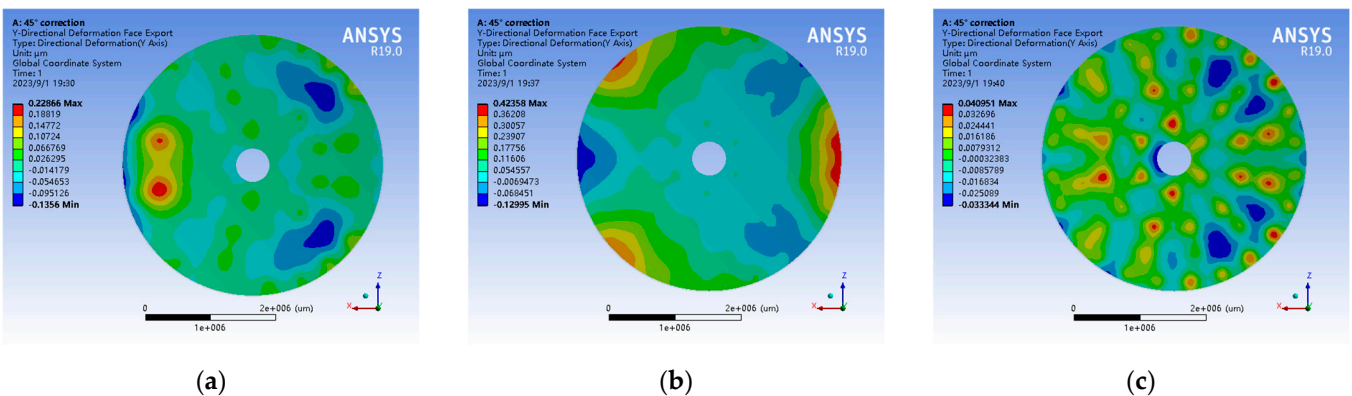 A: 45° correction
Y-Directional Deformation Face Export
Type: Directional Deformation(Y Axis)
Unit: μm
Global Coordinate System
Time: 1
2023/9/1 19:30
ANSYS
R19.0
0.22866 Max
0.18819
0.14772
0.10724
0.066769
0.026295
-0.014179
-0.054653
-0.095126
-0.1356 Min
Z
X
Y
0
2e+006 (um)
1e+006
(a)
A: 45° correction
Y-Directional Deformation Face Export
Type: Directional Deformation(Y Axis)
Unit: μm
Global Coordinate System
Time: 1
2023/9/1 19:37
ANSYS
R19.0
0.42358 Max
0.36208
0.30057
0.23907
0.17756
0.11606
0.054557
-0.0069473
-0.068451
-0.12995 Min
Z
X
Y
0
2e+006 (um)
1e+006
(b)
A: 45° correction
Y-Directional Deformation Face Export
Type: Directional Deformation(Y Axis)
Unit: μm
Global Coordinate System
Time: 1
2023/9/1 19:40
ANSYS
R19.0
0.040951 Max
0.032696
0.024441
0.016186
0.0079312
-0.00032383
-0.0085789
-0.016834
-0.025089
-0.033344 Min
Z
X
Y
0
2e+006 (um)
1e+006
(c)